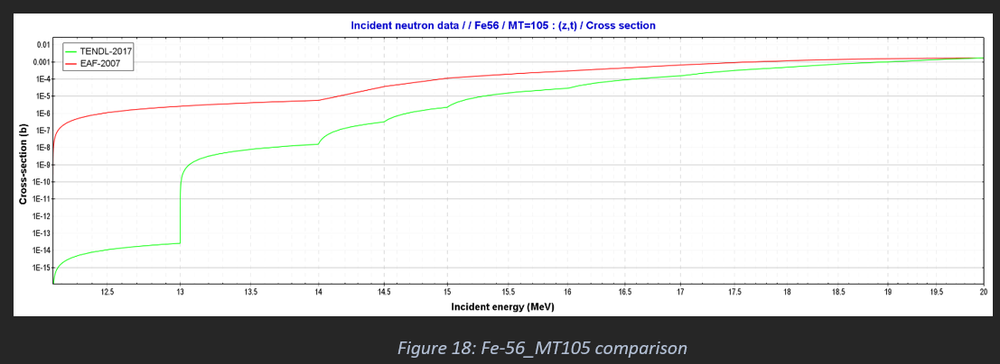 Incident neutron data / / Fe56 / MT=105 : (z,t) / Cross section
TENDL-2017
EAF-2007
Cross-section (b)
0.01
0.001
1E-4
1E-5
1E-6
1E-7
1E-8
1E-9
1E-10
1E-11
1E-12
1E-13
1E-14
1E-15
12.5 13 13.5 14 14.5 15 15.5 16 16.5 17 17.5 18 18.5 19 19.5 20
Incident energy (MeV)
Figure 18: Fe-56_MT105 comparison